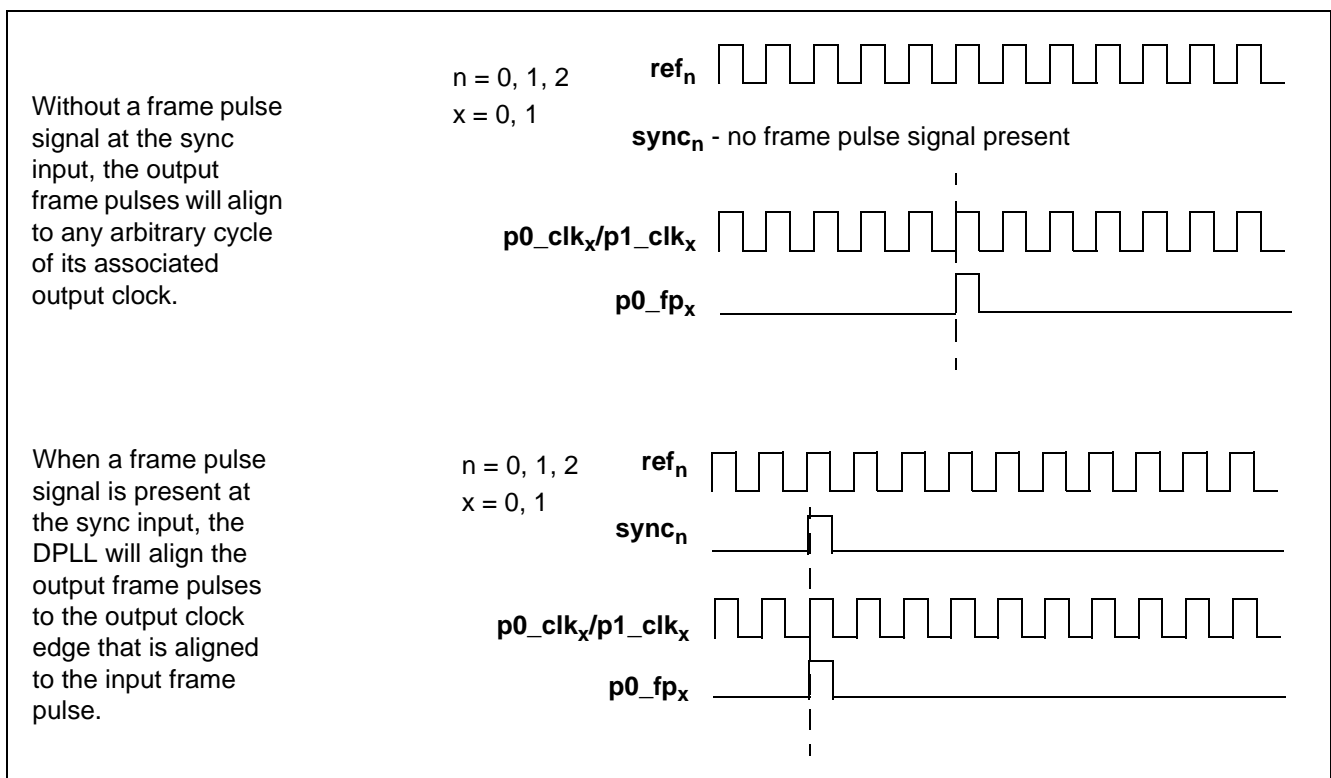 Without a frame pulse
signal at the sync
input, the output
frame pulses will align
to any arbitrary cycle
of its associated
output clock.
n = 0, 1, 2
x = 0, 1
refn
syncn - no frame pulse signal present
p0_clkx/p1_clkx
p0_fpx
When a frame pulse
signal is present at
the sync input, the
DPLL will align the
output frame pulses
to the output clock
edge that is aligned
to the input frame
pulse.
n = 0, 1, 2
x = 0, 1
refn
syncn
p0_clkx/p1_clkx
p0_fpx